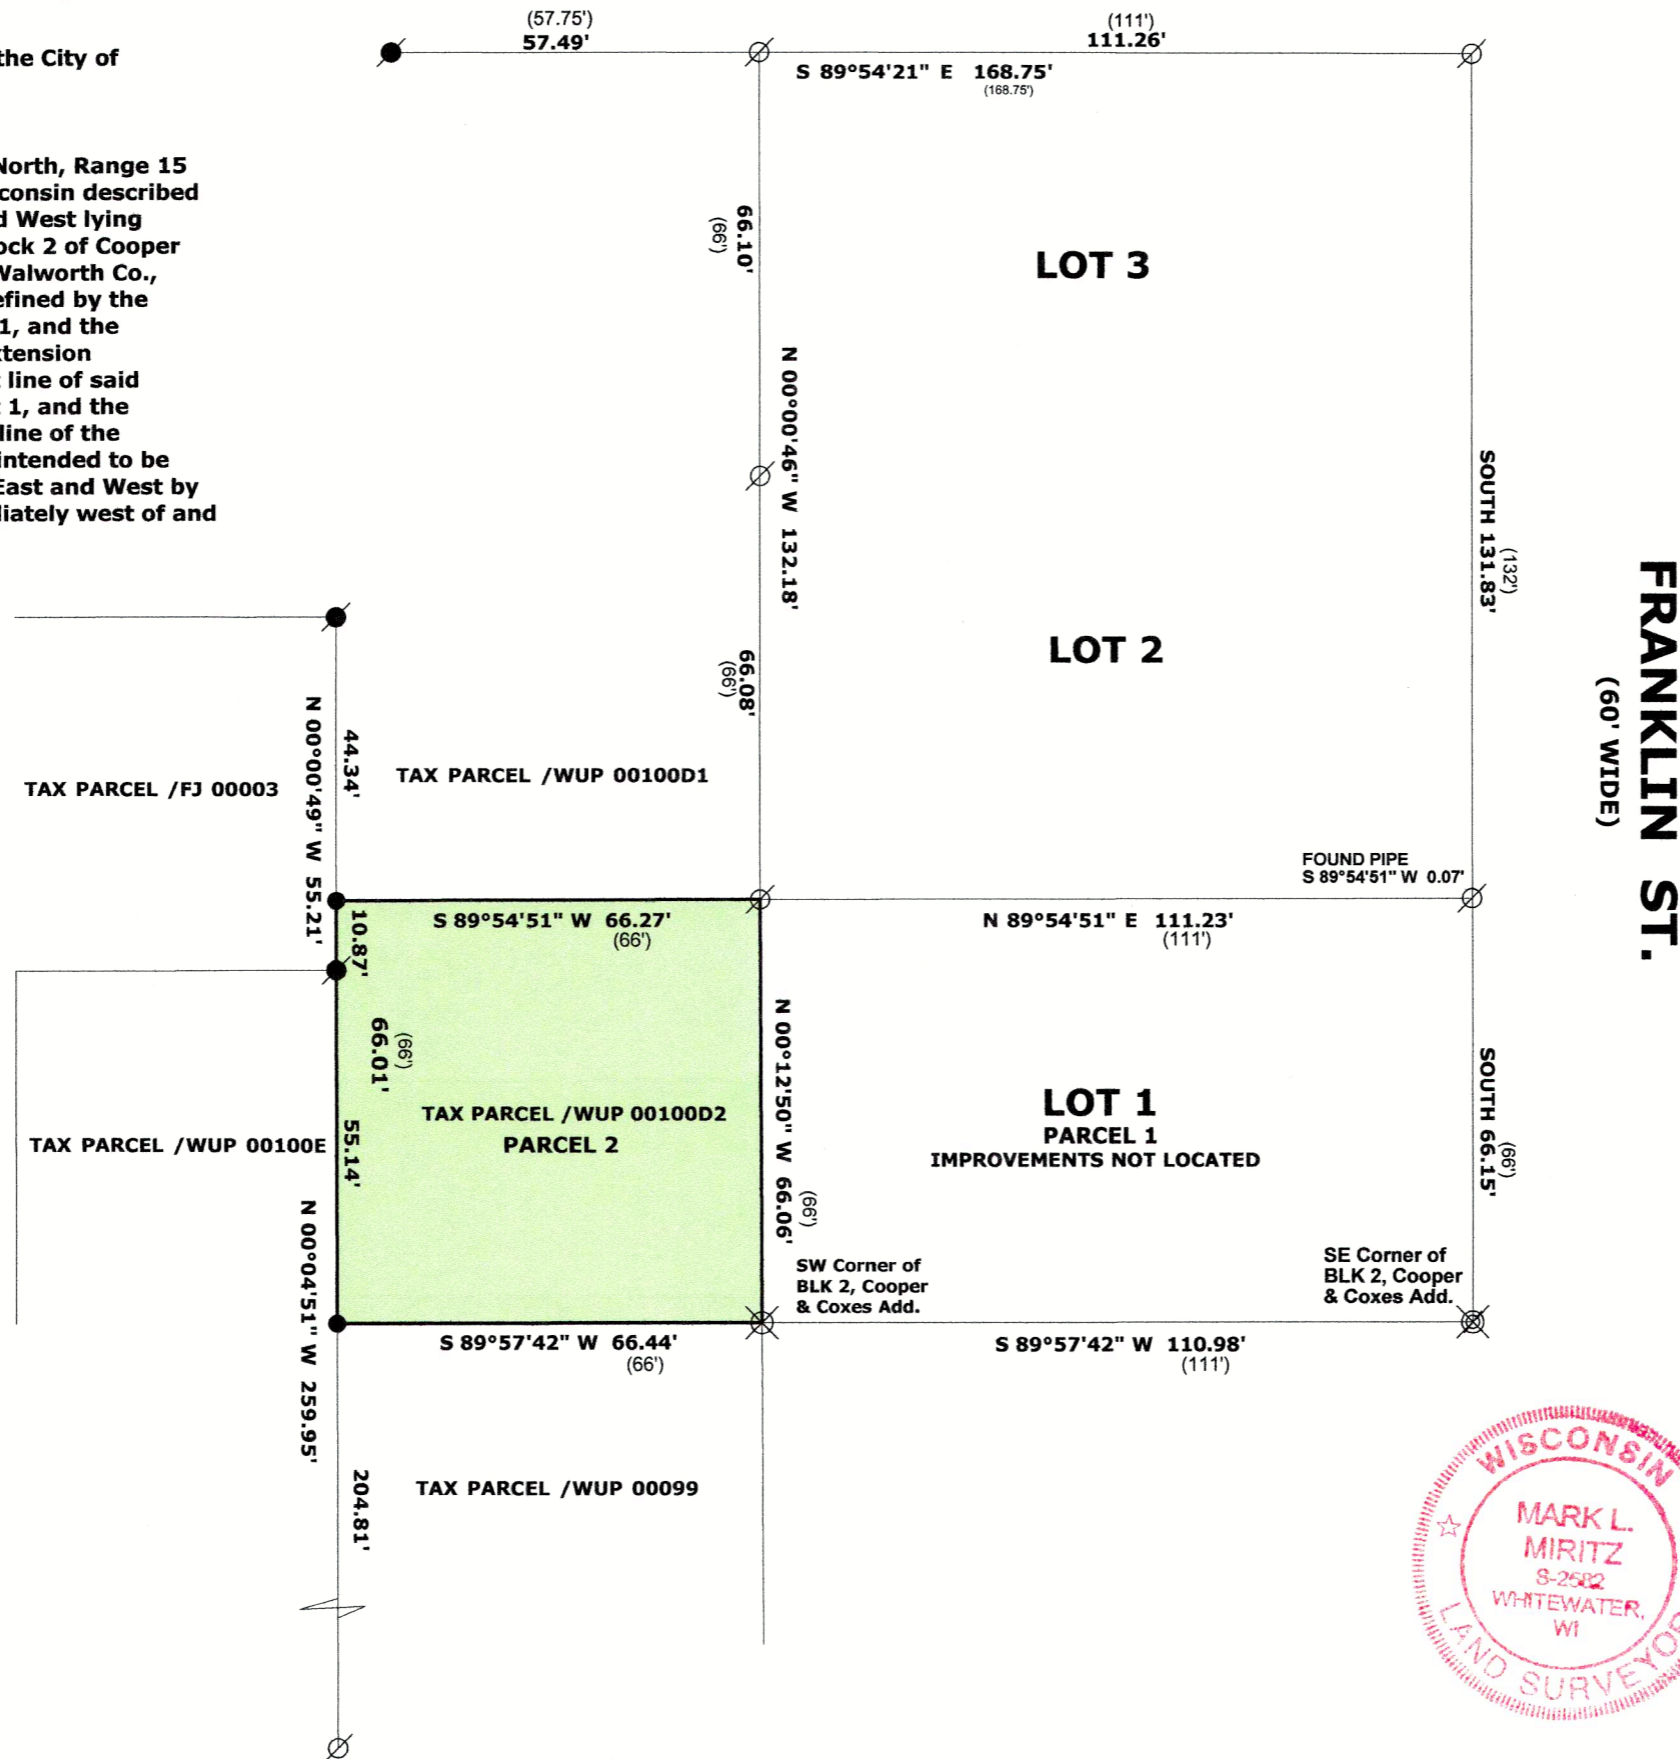 (57.75')
57.49'
(111')
111.26'
S 89°54'21" E 168.75'
(168.75')
the City of
North, Range 15
consin described
d West lying
ock 2 of Cooper
Walworth Co.,
efined by the
1, and the
xtension
t line of said
t 1, and the
line of the
intended to be
East and West by
liately west of and
66.10'
(66')
LOT 3
N 00°00'46" W 132.18'
SOUTH 131.83'
(132')
FRANKLIN ST.
(60' WIDE)
66.08'
(66')
LOT 2
N 00°00'49" W 55.21'
44.34'
TAX PARCEL /FJ 00003
TAX PARCEL /WUP 00100D1
FOUND PIPE
S 89°54'51" W 0.07'
S 89°54'51" W 66.27'
(66')
N 89°54'51" E 111.23'
(111')
10.87'
(66')
66.01'
55.14'
TAX PARCEL /WUP 00100D2
PARCEL 2
TAX PARCEL /WUP 00100E
N 00°12'50" W 66.06'
(66')
LOT 1
PARCEL 1
IMPROVEMENTS NOT LOCATED
SOUTH 66.15'
(66')
SW Corner of
BLK 2, Cooper
& Coxes Add.
SE Corner of
BLK 2, Cooper
& Coxes Add.
N 00°04'51" W 259.95'
S 89°57'42" W 66.44'
(66')
S 89°57'42" W 110.98'
(111')
204.81'
TAX PARCEL /WUP 00099
WISCONSIN
MARK L.
MIRITZ
S-2582
WHITEWATER,
WI
LAND SURVEYOR